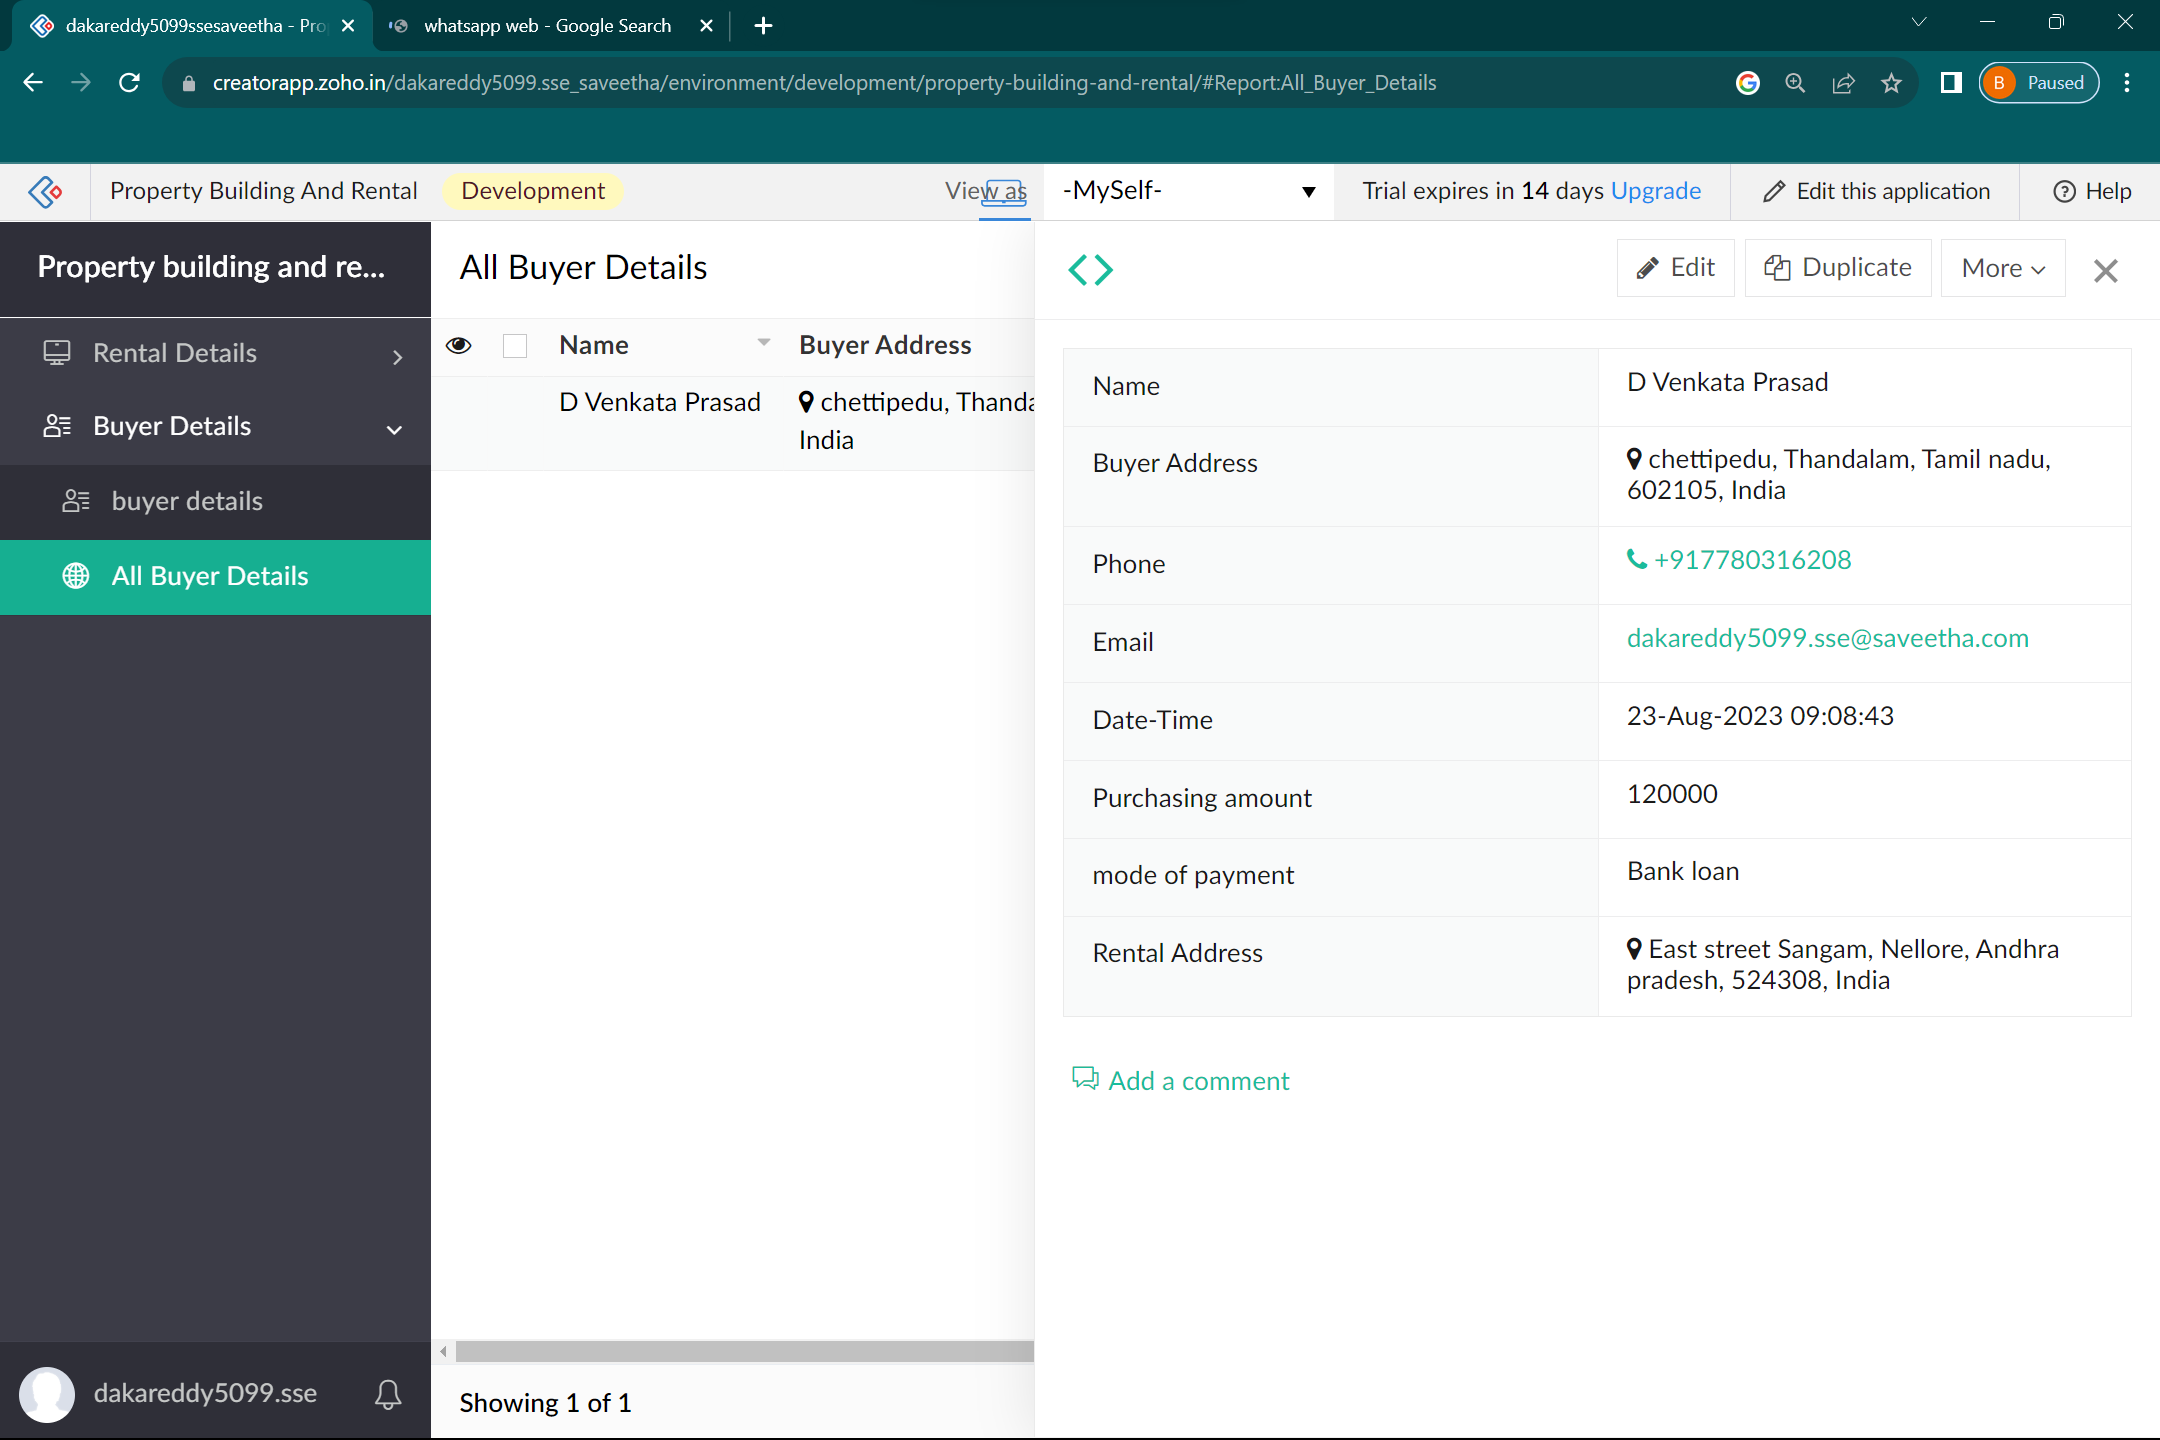 dakareddy5099ssesaveetha - Pro
whatsapp web - Google Search
creatorapp.zoho.in/dakareddy5099.sse_saveetha/environment/development/property-building-and-rental/#Report:All_Buyer_Details
B Paused
Property Building And Rental Development View as -MySelf- Trial expires in 14 days Upgrade Edit this application Help
Property building and re...
Rental Details
Buyer Details
buyer details
All Buyer Details
dakareddy5099.sse
All Buyer Details
Name Buyer Address
D Venkata Prasad chettipedu, Thanda
India
Showing 1 of 1
Edit Duplicate More
Name D Venkata Prasad
Buyer Address chettipedu, Thandalam, Tamil nadu,
602105, India
Phone +917780316208
Email dakareddy5099.sse@saveetha.com
Date-Time 23-Aug-2023 09:08:43
Purchasing amount 120000
mode of payment Bank loan
Rental Address East street Sangam, Nellore, Andhra
pradesh, 524308, India
Add a comment